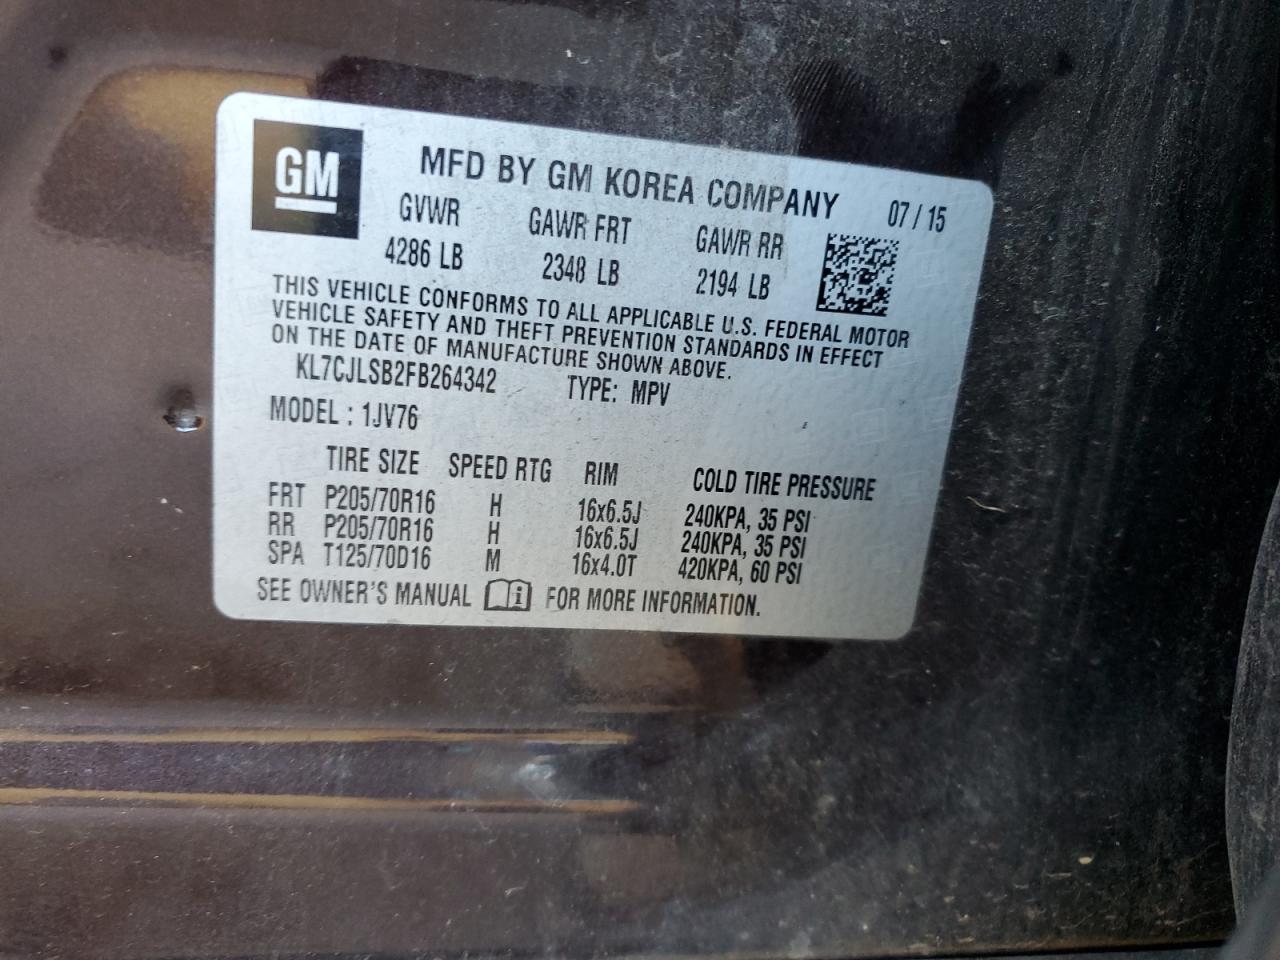 GM
MFD BY GM KOREA COMPANY 07 / 15
GVWR GAWR FRT GAWR RR
4286 LB 2348 LB 2194 LB
THIS VEHICLE CONFORMS TO ALL APPLICABLE U.S. FEDERAL MOTOR
VEHICLE SAFETY AND THEFT PREVENTION STANDARDS IN EFFECT
ON THE DATE OF MANUFACTURE SHOWN ABOVE.
KL7CJLSB2FB264342 TYPE: MPV
MODEL : 1JV76
TIRE SIZE SPEED RTG RIM COLD TIRE PRESSURE
FRT P205/70R16 H 16x6.5J 240KPA, 35 PSI
RR P205/70R16 H 16x6.5J 240KPA, 35 PSI
SPA T125/70D16 M 16x4.0T 420KPA, 60 PSI
SEE OWNER'S MANUAL i FOR MORE INFORMATION.